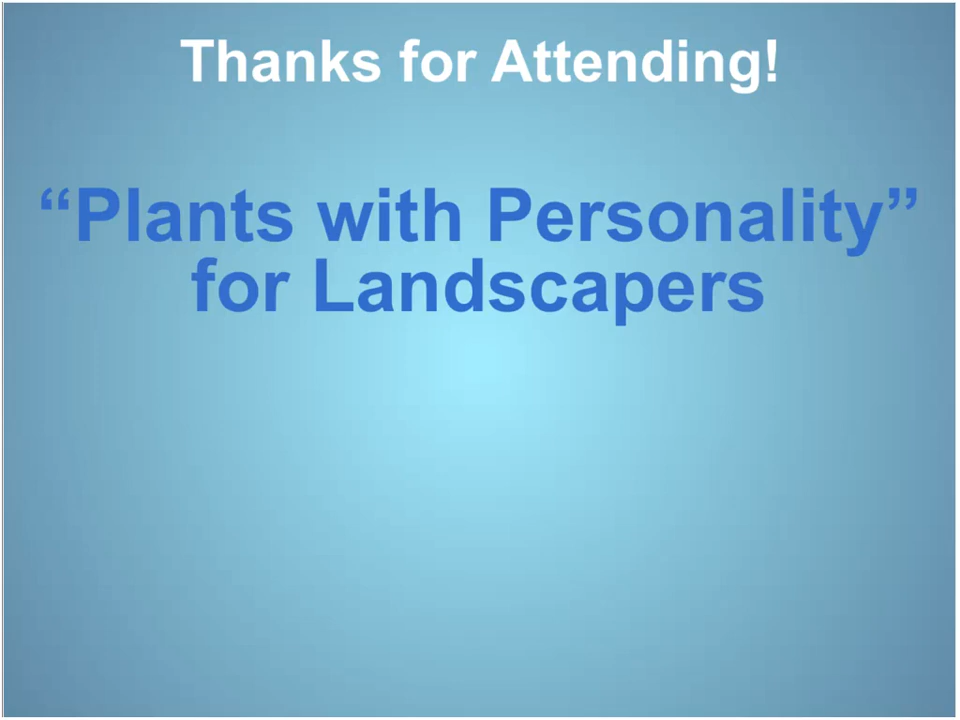 Thanks for Attending!
“Plants with Personality”
for Landscapers